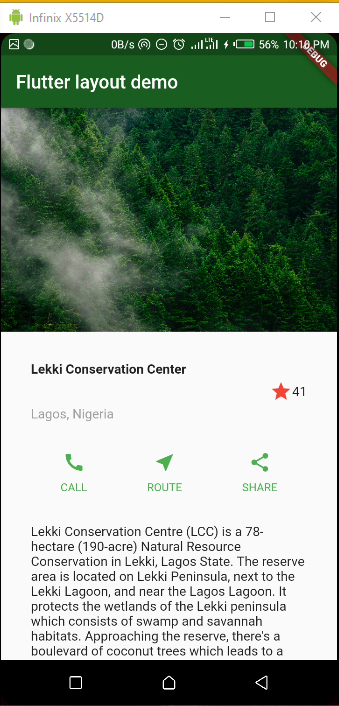 Infinix X5514D
0B/s 56% 10:10 PM
DEBUG
Flutter layout demo
Lekki Conservation Center
41
Lagos, Nigeria
CALL ROUTE SHARE
Lekki Conservation Centre (LCC) is a 78-
hectare (190-acre) Natural Resource
Conservation in Lekki, Lagos State. The reserve
area is located on Lekki Peninsula, next to the
Lekki Lagoon, and near the Lagos Lagoon. It
protects the wetlands of the Lekki peninsula
which consists of swamp and savannah
habitats. Approaching the reserve, there's a
boulevard of coconut trees which leads to a